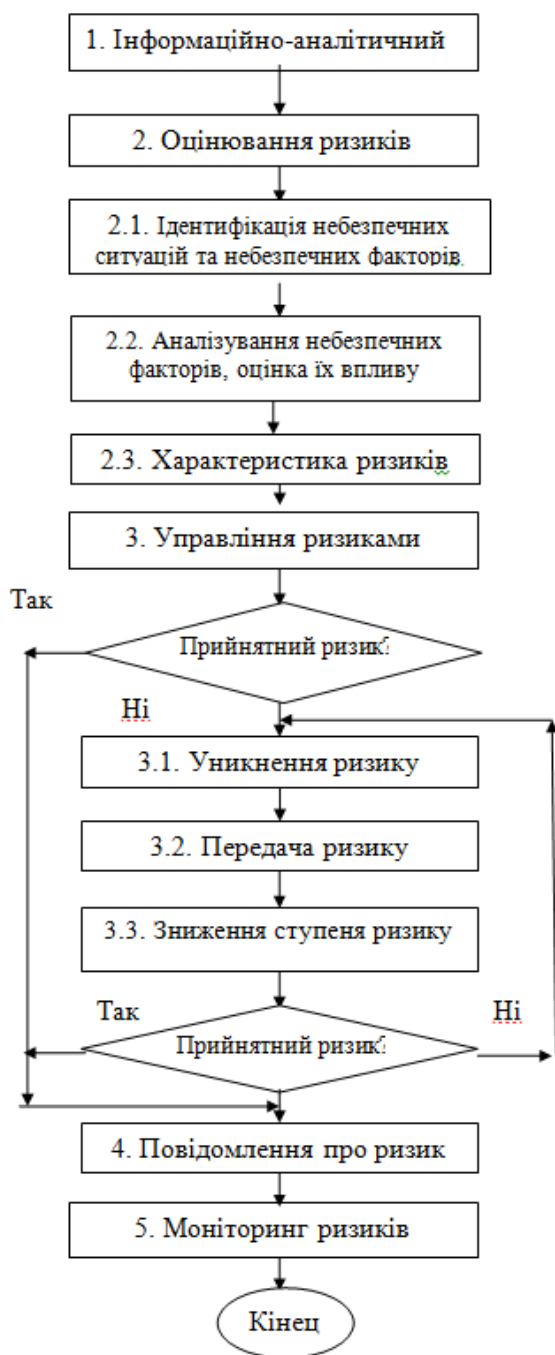 1. Інформаційно-аналітичний
2. Оцінювання ризиків
2.1. Ідентифікація небезпечних
ситуацій та небезпечних факторів.
2.2. Аналізування небезпечних
факторів, оцінка їх впливу
2.3. Характеристика ризиків
3. Управління ризиками
Так
Прийнятний ризик?
Ні
3.1. Уникнення ризику
3.2. Передача ризику
3.3. Зниження ступеня ризику
Так
Ні
Прийнятний ризик?
4. Повідомлення про ризик
5. Моніторинг ризиків
Кінец